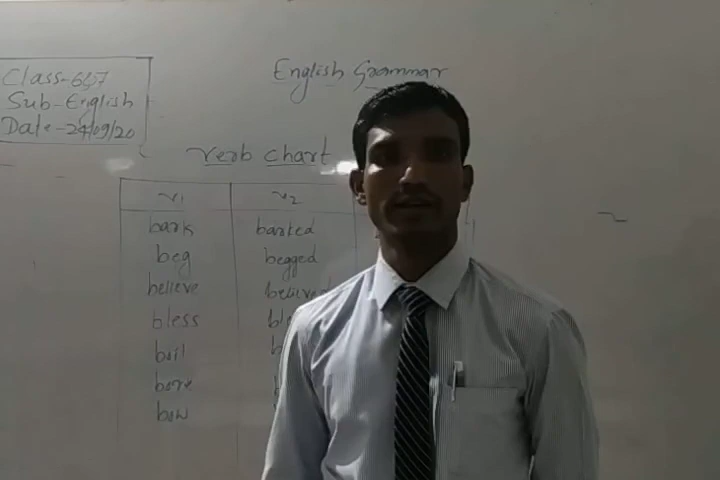 Class-6&7
Sub-English
Date-24/09/20
English Grammar
Verb chart
V1 V2
bark barked
beg begged
believe believed
bless
boil
bore
bow